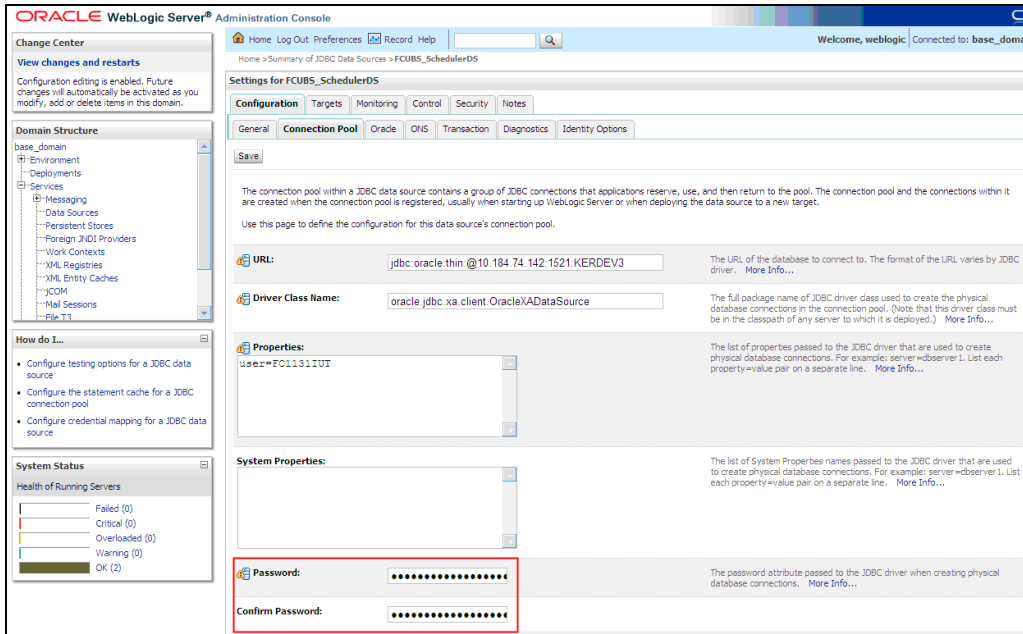 ORACLE WebLogic Server® Administration Console
Change Center
View changes and restarts
Configuration editing is enabled. Future
changes will automatically be activated as you
modify, add or delete items in this domain.
Domain Structure
base_domain
Environment
Deployments
Services
Messaging
Data Sources
Persistent Stores
Foreign JNDI Providers
Work Contexts
XML Registries
XML Entity Caches
jCOM
Mail Sessions
File T3
How do I...
Configure testing options for a JDBC data
source
Configure the statement cache for a JDBC
connection pool
Configure credential mapping for a JDBC data
source
System Status
Health of Running Servers
Failed (0)
Critical (0)
Overloaded (0)
Warning (0)
OK (2)
Home Log Out Preferences Record Help
Welcome, weblogic Connected to: base_doma
Home >Summary of JDBC Data Sources >FCUBS_SchedulerDS
Settings for FCUBS_SchedulerDS
Configuration Targets Monitoring Control Security Notes
General Connection Pool Oracle ONS Transaction Diagnostics Identity Options
Save
The connection pool within a JDBC data source contains a group of JDBC connections that applications reserve, use, and then return to the pool. The connection pool and the connections within it
are created when the connection pool is registered, usually when starting up WebLogic Server or when deploying the data source to a new target.
Use this page to define the configuration for this data source's connection pool.
URL:
jdbc:oracle:thin:@10.184.74.142:1521:KERDEV3
The URL of the database to connect to. The format of the URL varies by JDBC
driver. More Info...
Driver Class Name:
oracle.jdbc.xa.client.OracleXADataSource
The full package name of JDBC driver class used to create the physical
database connections in the connection pool. (Note that this driver class must
be in the classpath of any server to which it is deployed.) More Info...
Properties:
user=FC1131IUT
The list of properties passed to the JDBC driver that are used to create
physical database connections. For example: server=dbserver1. List each
property=value pair on a separate line. More Info...
System Properties:
The list of System Properties names passed to the JDBC driver that are used
to create physical database connections. For example: server=dbserver1. List
each property=value pair on a separate line. More Info...
Password:
••••••••••••••••••
The password attribute passed to the JDBC driver when creating physical
database connections. More Info...
Confirm Password:
••••••••••••••••••